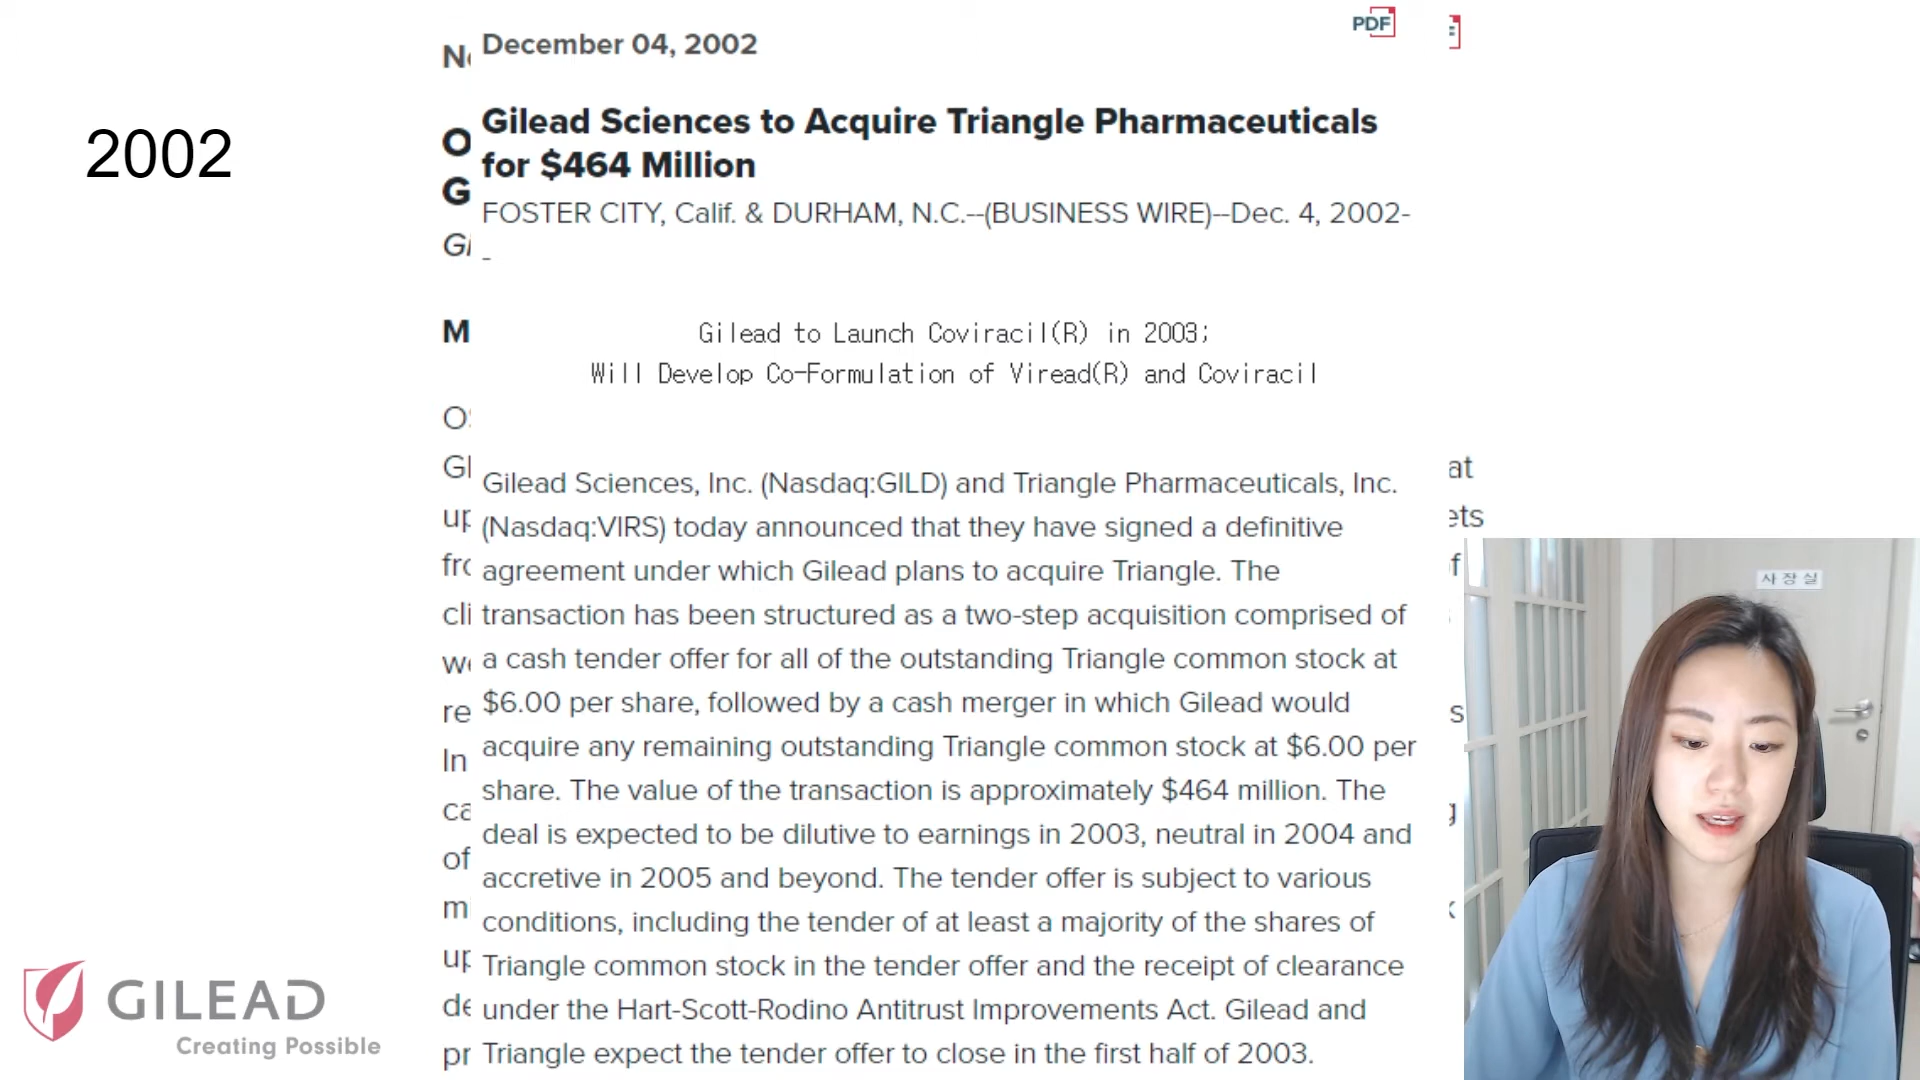 December 04, 2002
PDF
2002
Gilead Sciences to Acquire Triangle Pharmaceuticals
for $464 Million
FOSTER CITY, Calif. & DURHAM, N.C.--(BUSINESS WIRE)--Dec. 4, 2002-
-
Gilead to Launch Coviracil(R) in 2003;
Will Develop Co-Formulation of Viread(R) and Coviracil
Gilead Sciences, Inc. (Nasdaq:GILD) and Triangle Pharmaceuticals, Inc.
(Nasdaq:VIRS) today announced that they have signed a definitive
agreement under which Gilead plans to acquire Triangle. The
transaction has been structured as a two-step acquisition comprised of
a cash tender offer for all of the outstanding Triangle common stock at
$6.00 per share, followed by a cash merger in which Gilead would
acquire any remaining outstanding Triangle common stock at $6.00 per
share. The value of the transaction is approximately $464 million. The
deal is expected to be dilutive to earnings in 2003, neutral in 2004 and
accretive in 2005 and beyond. The tender offer is subject to various
conditions, including the tender of at least a majority of the shares of
Triangle common stock in the tender offer and the receipt of clearance
under the Hart-Scott-Rodino Antitrust Improvements Act. Gilead and
Triangle expect the tender offer to close in the first half of 2003.
사장실
GILEAD
Creating Possible